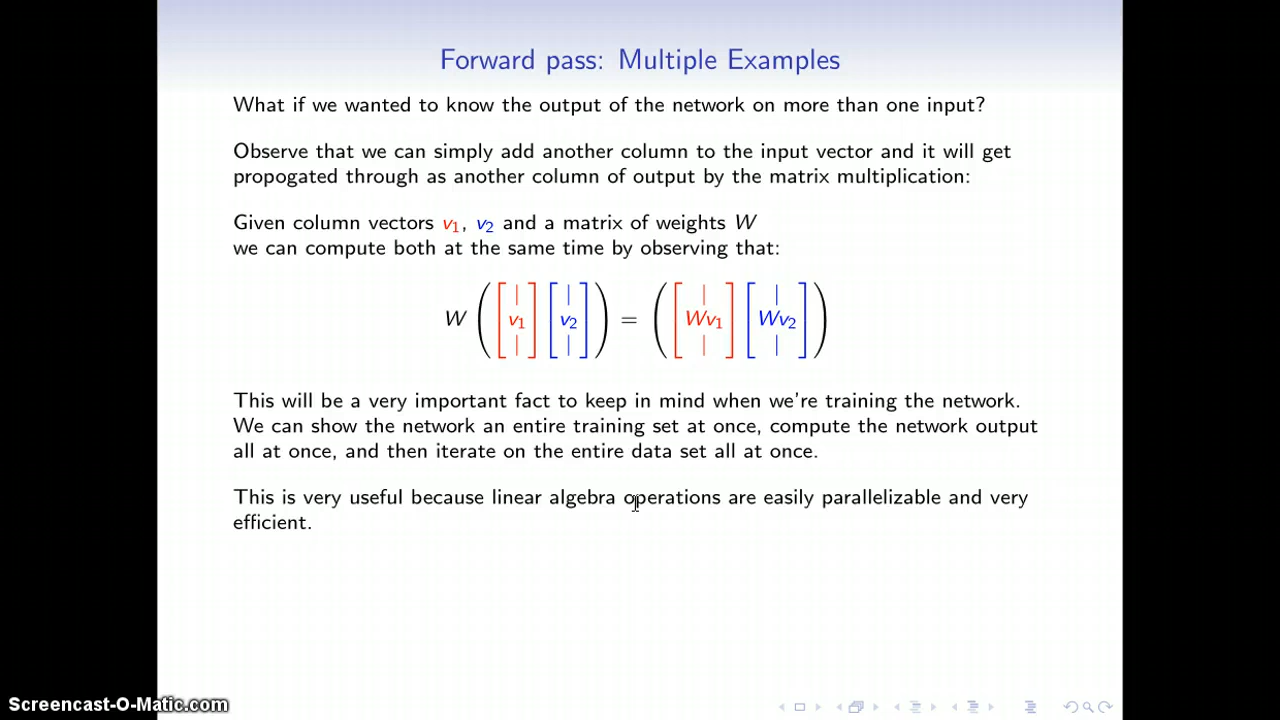 Forward pass: Multiple Examples
What if we wanted to know the output of the network on more than one input?
Observe that we can simply add another column to the input vector and it will get
propogated through as another column of output by the matrix multiplication:
Given column vectors v₁, v₂ and a matrix of weights W
we can compute both at the same time by observing that:
W ( [ | v₁ | ] [ | v₂ | ] ) = ( [ | Wv₁ | ] [ | Wv₂ | ] )
This will be a very important fact to keep in mind when we're training the network.
We can show the network an entire training set at once, compute the network output
all at once, and then iterate on the entire data set all at once.
This is very useful because linear algebra operations are easily parallelizable and very
efficient.
Screencast-O-Matic.com